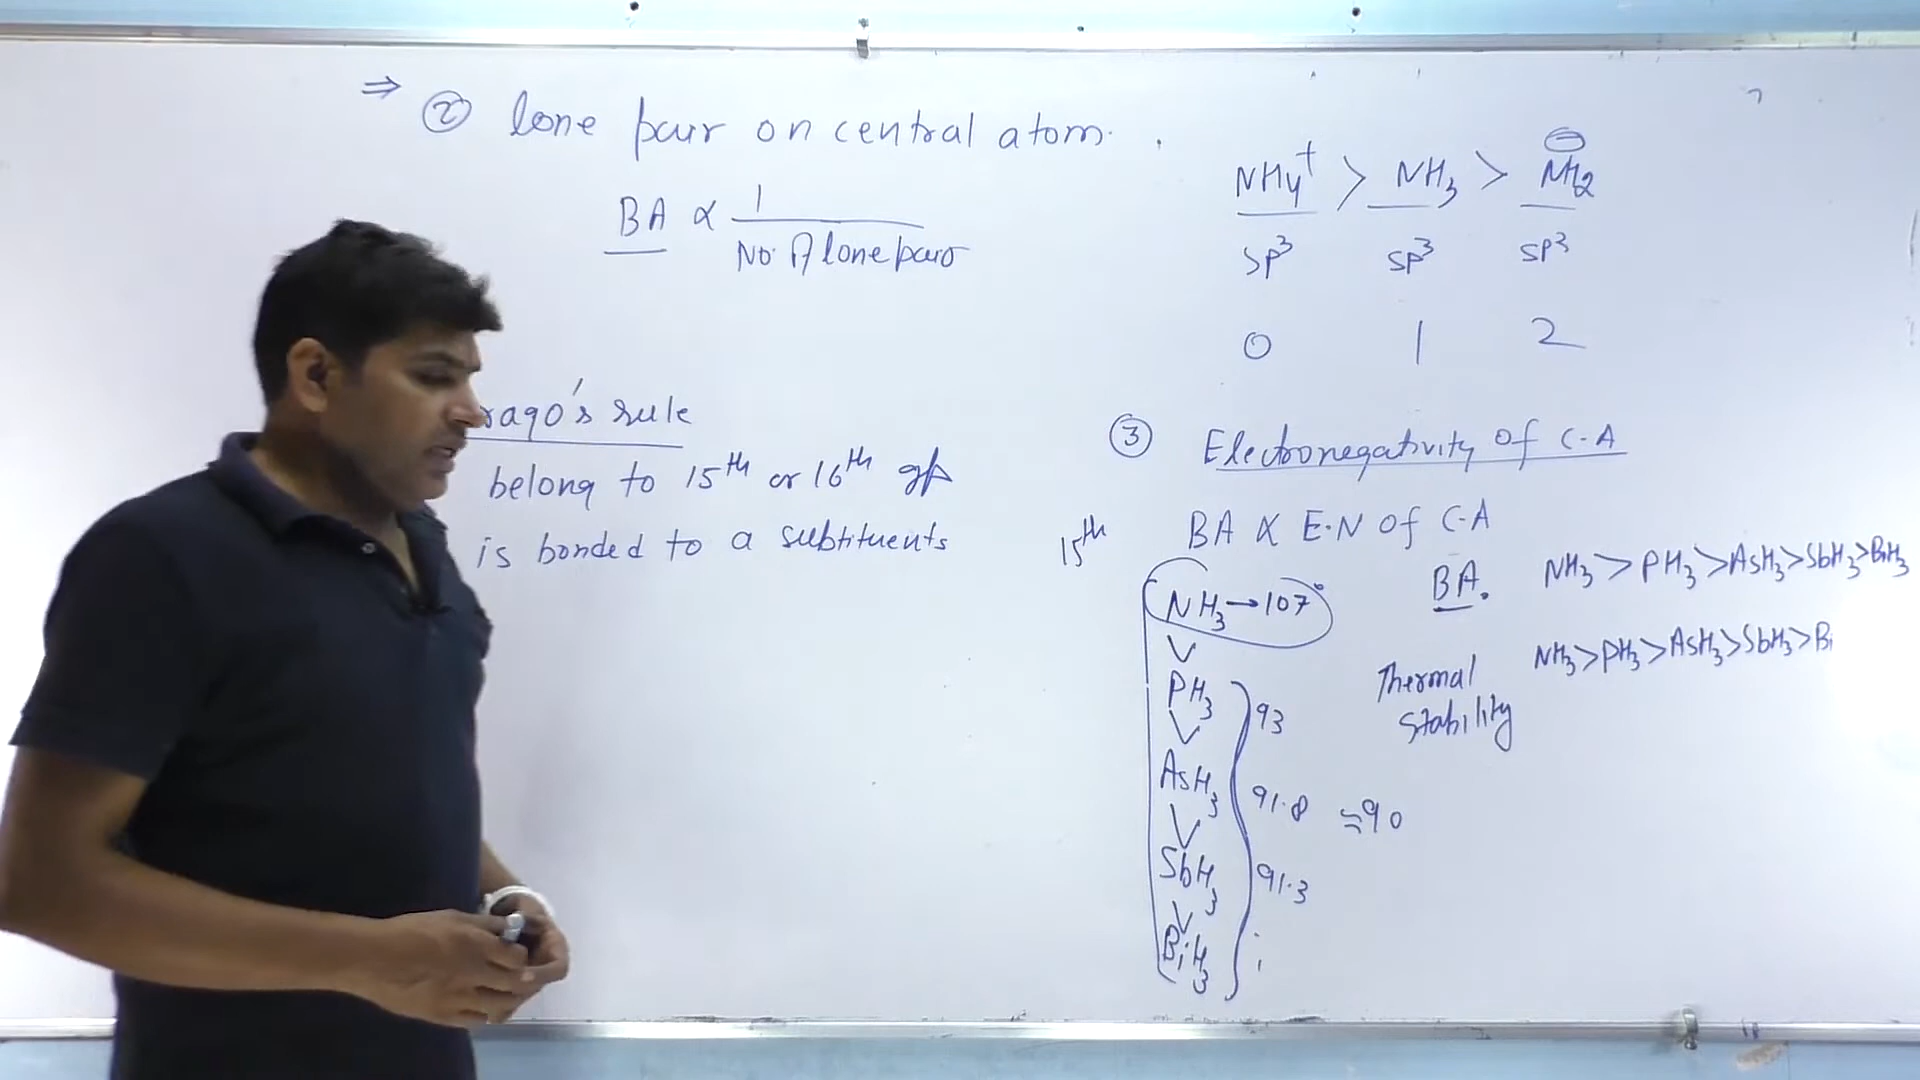 ⇒ ② lone pair on central atom.
BA ∝ 1 / No. of lone pair
rago's rule
belong to 15th or 16th gp
is bonded to a subtituents
NH4+ > NH3 > NH2⊖
sp3 sp3 sp3
0 1 2
③ Electronegativity of C-A
BA ∝ E.N of C-A
15th
NH3 → 107°
∨
PH3 93
∨
AsH3 91.8 ≈90
∨
SbH3 91.3
∨
BiH3
BA. NH3 > PH3 > AsH3 > SbH3 > BiH3
Thermal stability NH3 > PH3 > AsH3 > SbH3 > Bi